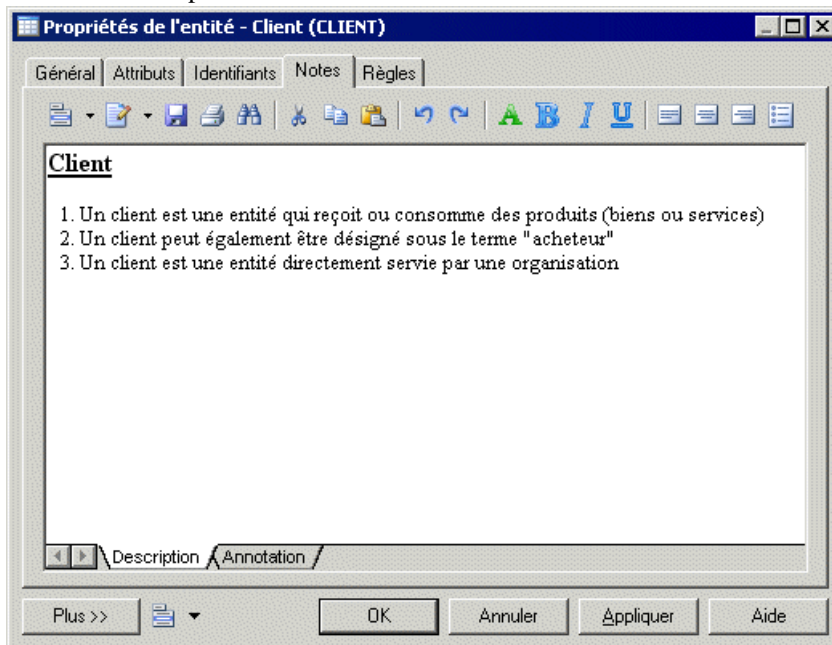 Propriétés de l'entité - Client (CLIENT)
Général Attributs Identifiants Notes Règles
A B I U
Client
1. Un client est une entité qui reçoit ou consomme des produits (biens ou services)
2. Un client peut également être désigné sous le terme "acheteur"
3. Un client est une entité directement servie par une organisation
Description Annotation
Plus >> OK Annuler Appliquer Aide